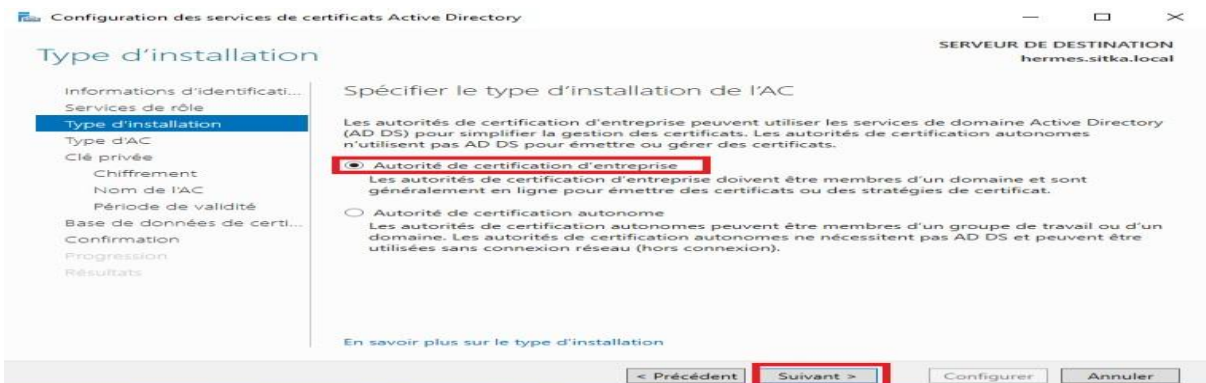 Configuration des services de certificats Active Directory
Type d'installation
SERVEUR DE DESTINATION
hermes.sitka.local
Informations d'identificati...
Services de rôle
Type d'installation
Type d'AC
Clé privée
Chiffrement
Nom de l'AC
Période de validité
Base de données de certi...
Confirmation
Progression
Résultats
Spécifier le type d'installation de l'AC
Les autorités de certification d'entreprise peuvent utiliser les services de domaine Active Directory
(AD DS) pour simplifier la gestion des certificats. Les autorités de certification autonomes
n'utilisent pas AD DS pour émettre ou gérer des certificats.
Autorité de certification d'entreprise
Les autorités de certification d'entreprise doivent être membres d'un domaine et sont
généralement en ligne pour émettre des certificats ou des stratégies de certificat.
Autorité de certification autonome
Les autorités de certification autonomes peuvent être membres d'un groupe de travail ou d'un
domaine. Les autorités de certification autonomes ne nécessitent pas AD DS et peuvent être
utilisées sans connexion réseau (hors connexion).
En savoir plus sur le type d'installation
< Précédent
Suivant >
Configurer
Annuler